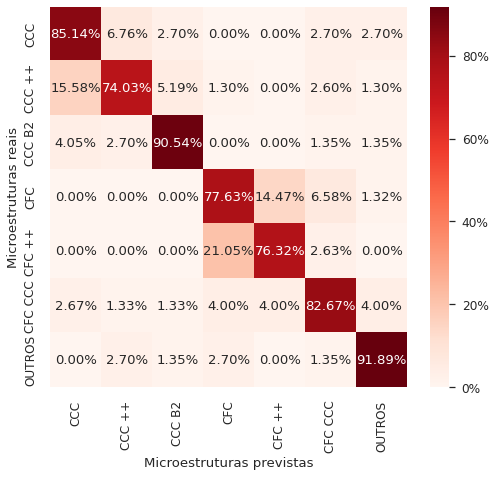 Microestruturas reais
CCC 85.14% 6.76% 2.70% 0.00% 0.00% 2.70% 2.70%
CCC ++ 15.58% 74.03% 5.19% 1.30% 0.00% 2.60% 1.30%
CCC B2 4.05% 2.70% 90.54% 0.00% 0.00% 1.35% 1.35%
CFC 0.00% 0.00% 0.00% 77.63% 14.47% 6.58% 1.32%
CFC ++ 0.00% 0.00% 0.00% 21.05% 76.32% 2.63% 0.00%
CFC CCC 2.67% 1.33% 1.33% 4.00% 4.00% 82.67% 4.00%
OUTROS 0.00% 2.70% 1.35% 2.70% 0.00% 1.35% 91.89%
CCC CCC ++ CCC B2 CFC CFC ++ CFC CCC OUTROS
Microestruturas previstas
80%
60%
40%
20%
0%